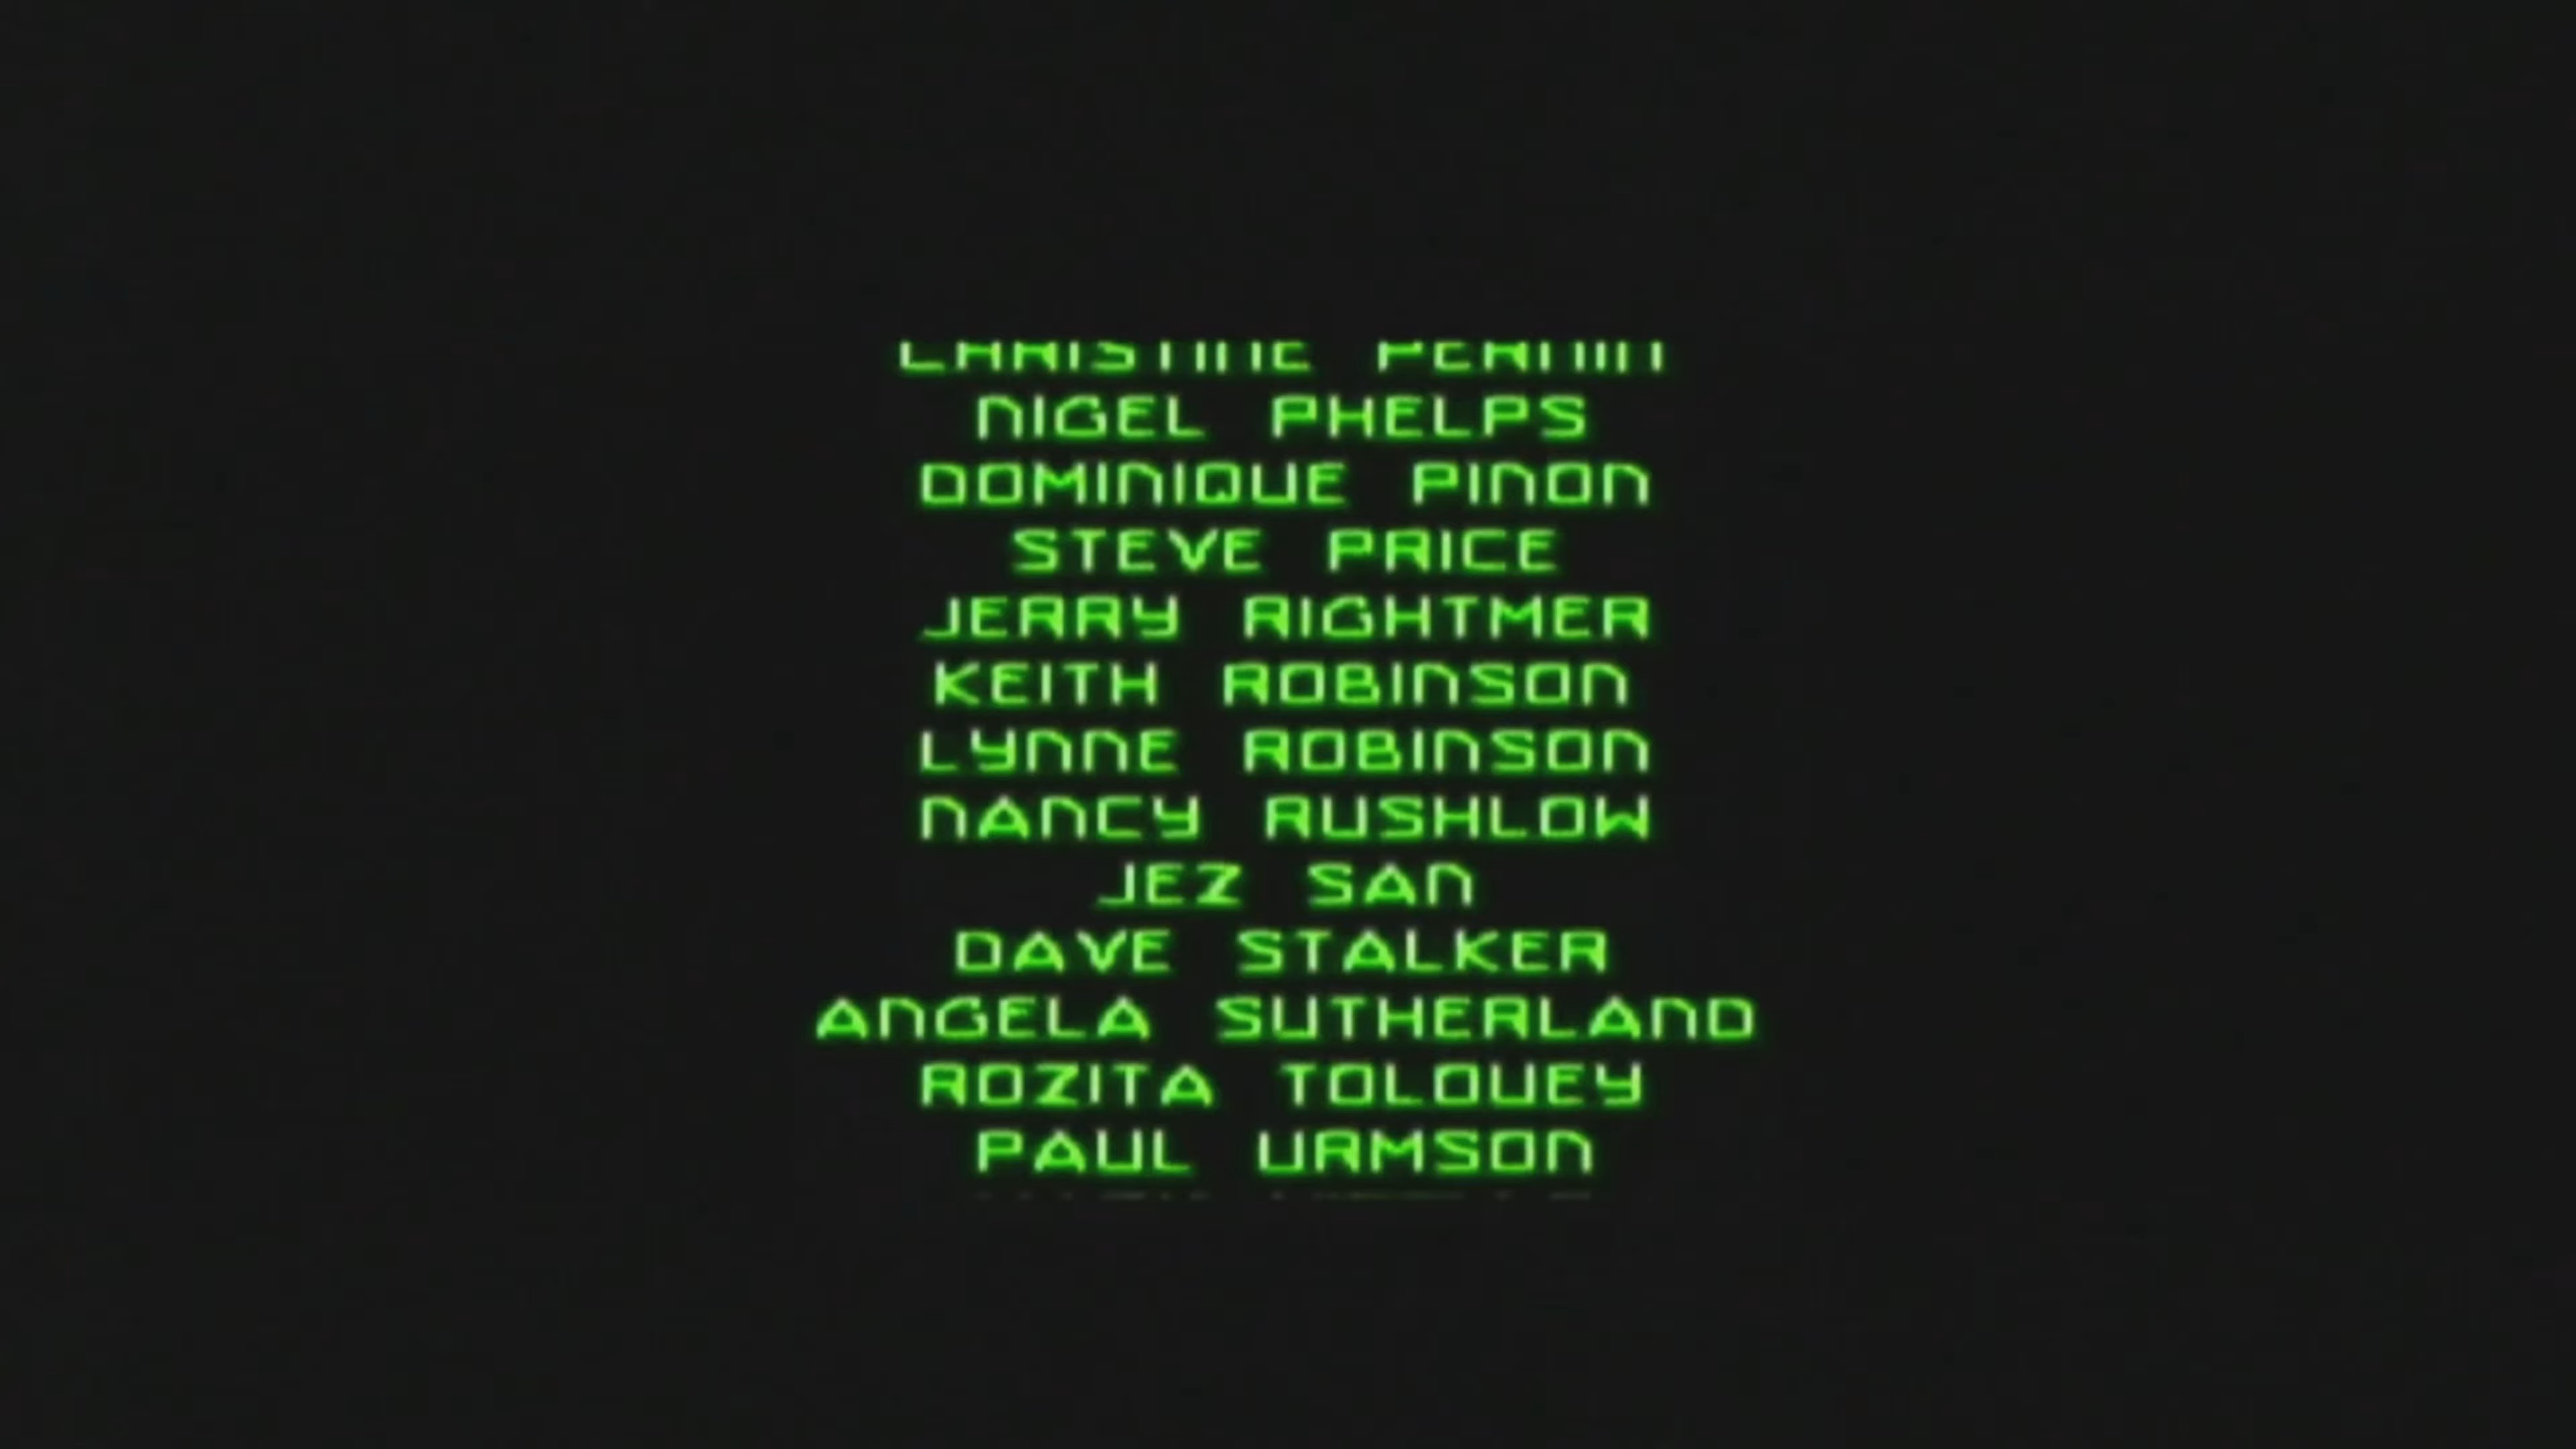 CHRISTINE
NIGEL PHELPS
DOMINIQUE PINON
STEVE PRICE
JERRY RIGHTMER
KEITH ROBINSON
LYNNE ROBINSON
NANCY RUSHLOW
JEZ SAN
DAVE STALKER
ANGELA SUTHERLAND
ROZITA TOLOUEY
PAUL URMSON